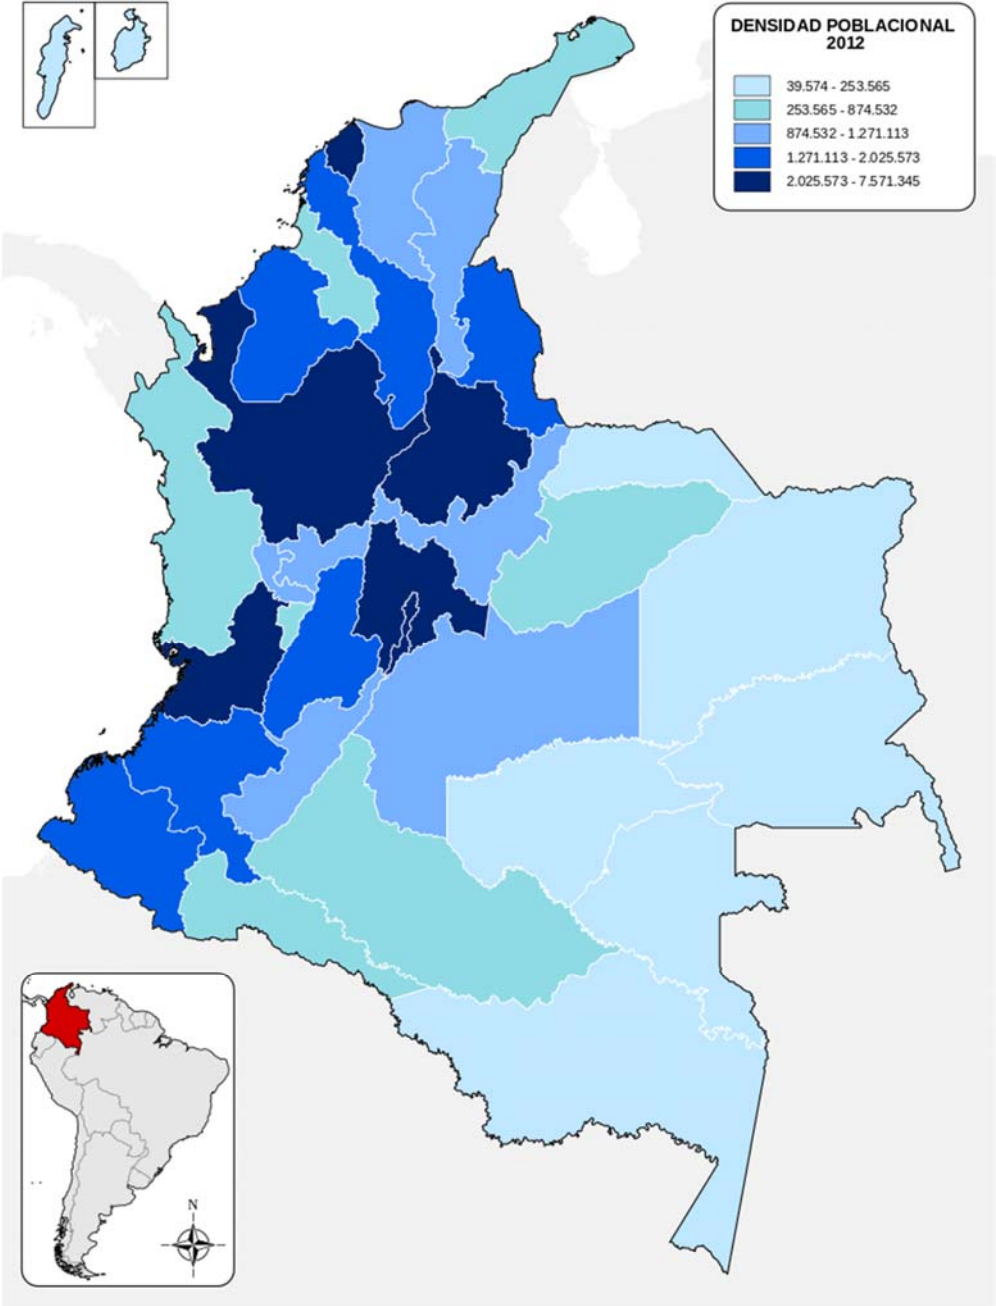 DENSIDAD POBLACIONAL
2012
39.574 - 253.565
253.565 - 874.532
874.532 - 1.271.113
1.271.113 - 2.025.573
2.025.573 - 7.571.345
N